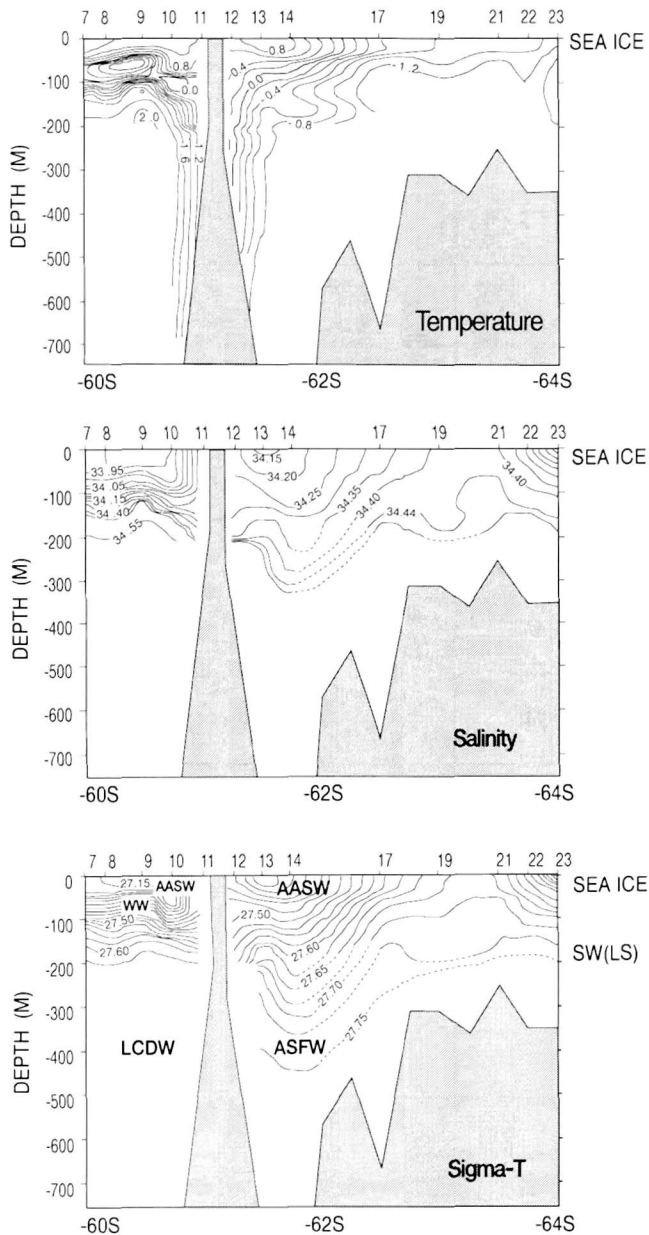 7 8 9 10 11 12 13 14 17 19 21 22 23
0 SEA ICE
-100
-200
-300
-400
-500
-600
-700
DEPTH (M)
0.8
0.0
2.0
1.6
1.2
0.8
-0.4
0.0
-0.4
-0.8
-1.2
Temperature
-60S -62S -64S
7 8 9 10 11 12 13 14 17 19 21 22 23
0 SEA ICE
-100
-200
-300
-400
-500
-600
-700
DEPTH (M)
33.95
34.05
34.15
34.40
34.55
34.15
34.20
34.25
34.35
34.40
34.44
34.40
Salinity
-60S -62S -64S
7 8 9 10 11 12 13 14 17 19 21 22 23
0 SEA ICE
-100
-200 SW(LS)
-300
-400
-500
-600
-700
DEPTH (M)
27.15 AASW
WW
27.50
27.60
AASW
27.50
27.60
27.65
27.70
27.75
LCDW ASFW
Sigma-T
-60S -62S -64S